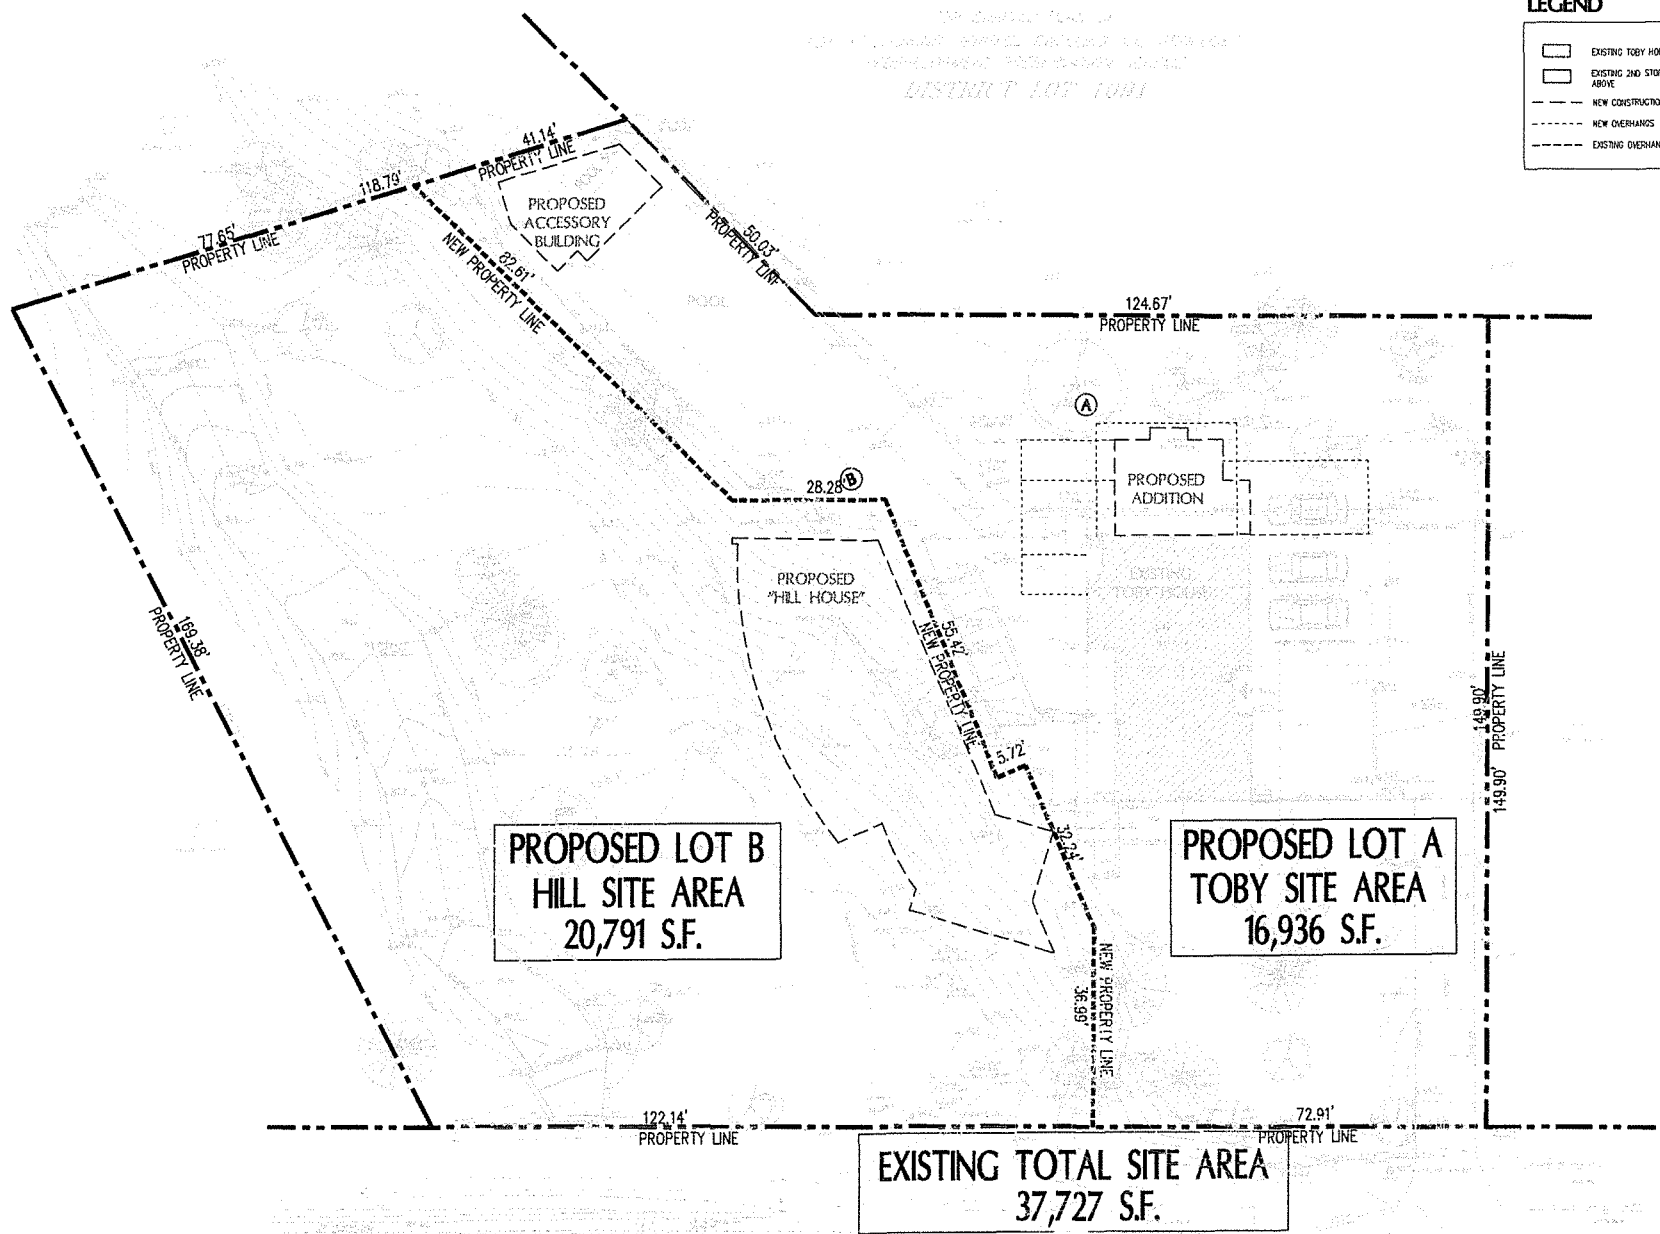 LEGEND
EXISTING TOBY
EXISTING 2ND
ABOVE
NEW
NEW OVERHANGS
EXISTING
DISTRICT LOT 1091
41.14'
PROPERTY LINE
118.79'
77.65'
PROPERTY LINE
PROPOSED
ACCESSORY
BUILDING
NEW PROPERTY LINE
82.61'
50.03'
PROPERTY LINE
POOL
124.67'
PROPERTY LINE
A
PROPOSED
ADDITION
28.28'
B
PROPOSED
"HILL HOUSE"
EXISTING
TOBY HOUSE
55.42'
NEW PROPERTY LINE
169.38'
PROPERTY LINE
149.90'
PROPERTY LINE
149.90'
5.72'
32.24'
PROPOSED LOT B
HILL SITE AREA
20,791 S.F.
PROPOSED LOT A
TOBY SITE AREA
16,936 S.F.
NEW PROPERTY LINE
36.99'
122.14'
PROPERTY LINE
72.91'
PROPERTY LINE
EXISTING TOTAL SITE AREA
37,727 S.F.